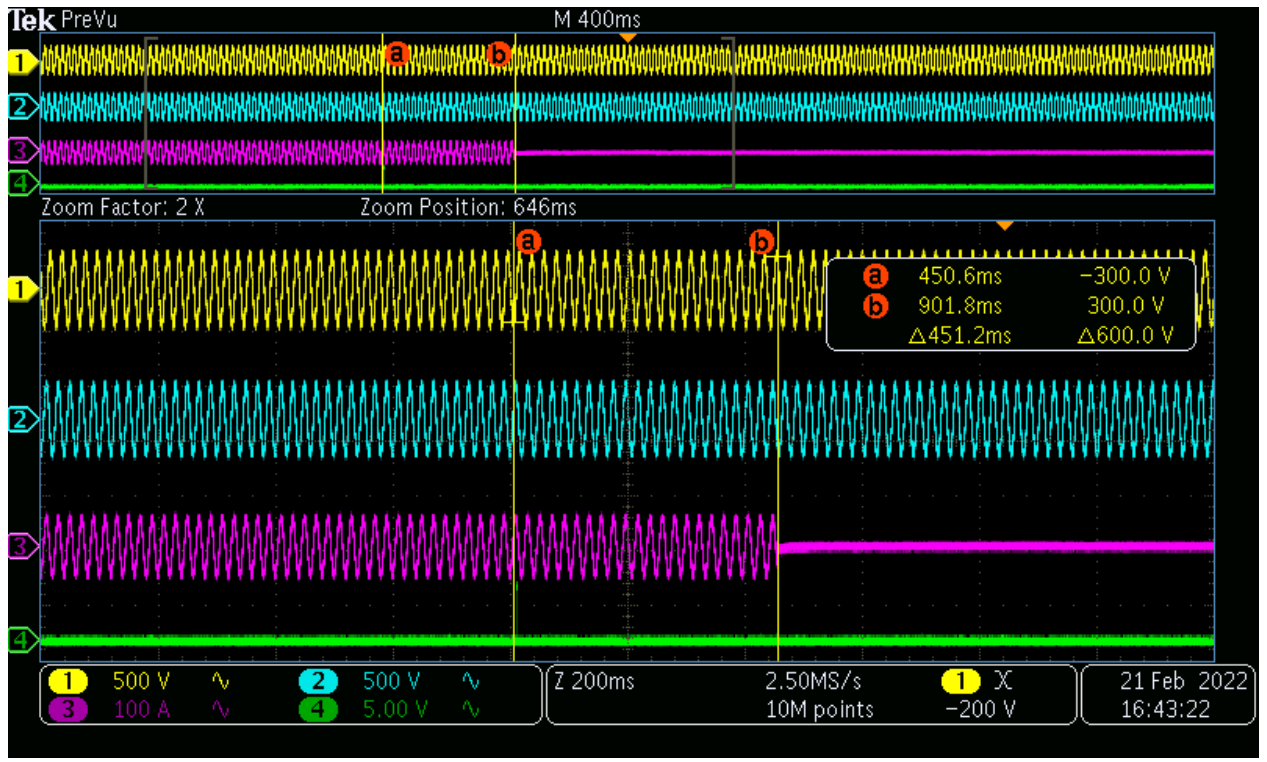 Tek PreVu M 400ms
1 a b
2
3
4
Zoom Factor: 2 X Zoom Position: 646ms
a b
1
a 450.6ms −300.0 V
b 901.8ms 300.0 V
△451.2ms △600.0 V
2
3
4
1 500 V 2 500 V Z 200ms 2.50MS/s 1 21 Feb 2022
3 100 A 4 5.00 V 10M points −200 V 16:43:22